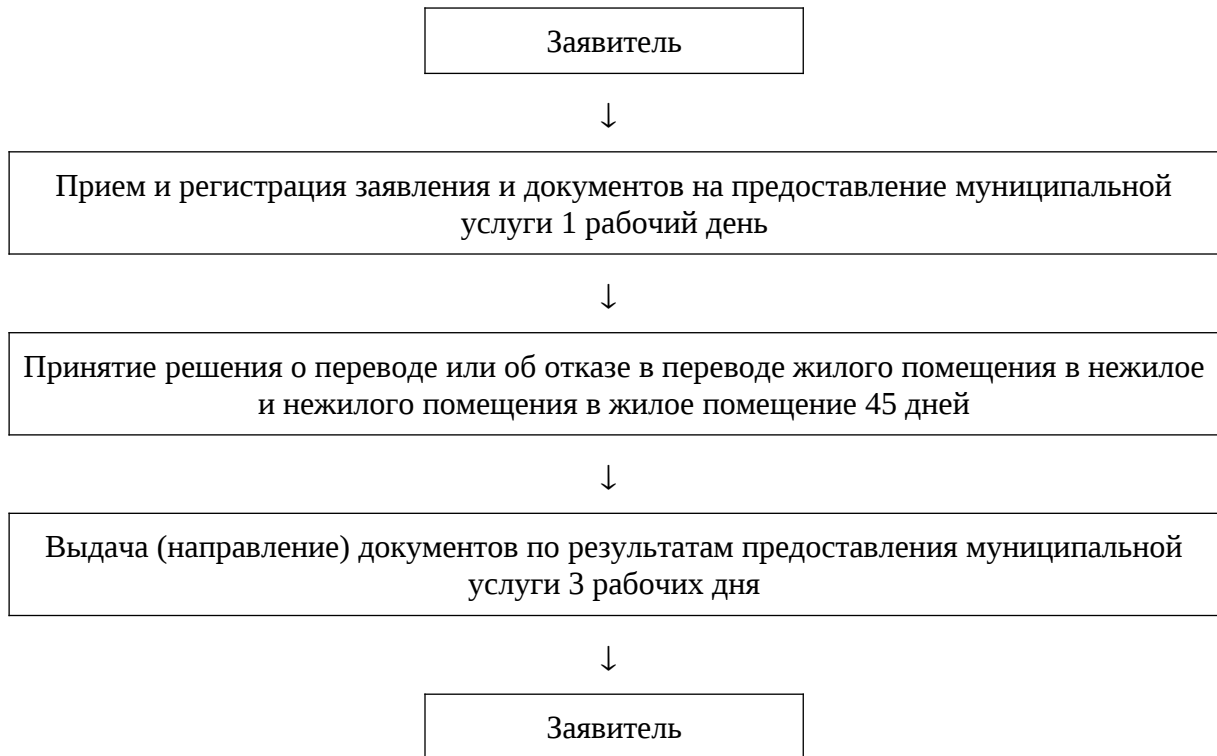 Заявитель
↓
Прием и регистрация заявления и документов на предоставление муниципальной
услуги 1 рабочий день
↓
Принятие решения о переводе или об отказе в переводе жилого помещения в нежилое
и нежилого помещения в жилое помещение 45 дней
↓
Выдача (направление) документов по результатам предоставления муниципальной
услуги 3 рабочих дня
↓
Заявитель